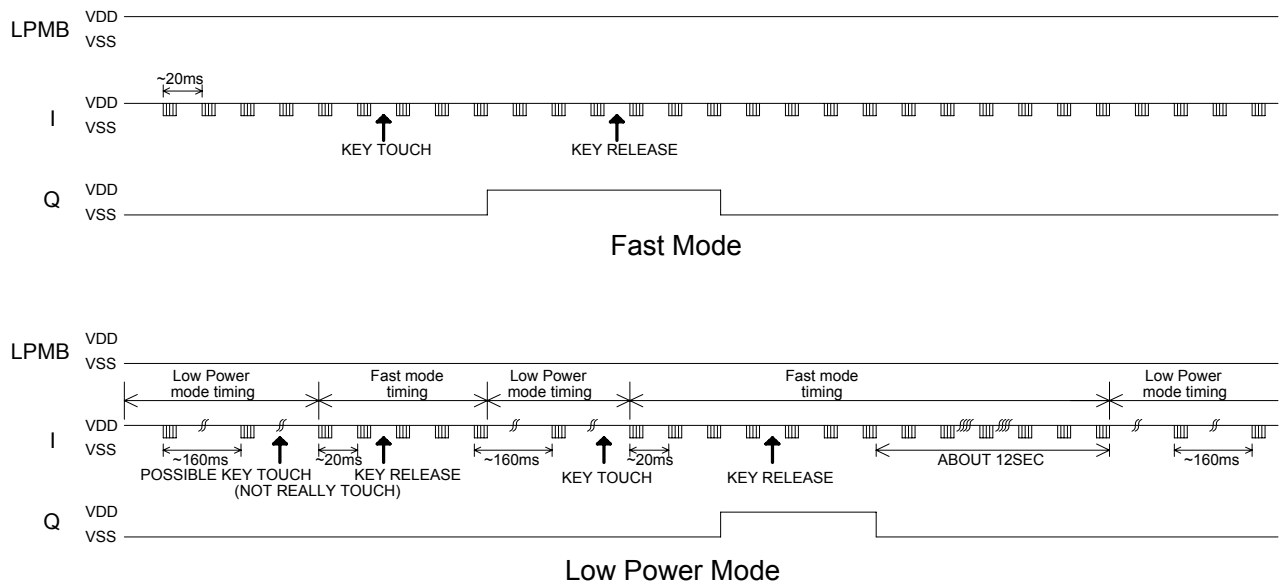 LPMB
VDD
VSS
~20ms
I
VDD
VSS
KEY TOUCH
KEY RELEASE
Q
VDD
VSS
Fast Mode
LPMB
VDD
VSS
Low Power
mode timing
Fast mode
timing
Low Power
mode timing
Fast mode
timing
Low Power
mode timing
I
VDD
VSS
~160ms
POSSIBLE KEY TOUCH
(NOT REALLY TOUCH)
~20ms
KEY RELEASE
~160ms
KEY TOUCH
~20ms
KEY RELEASE
ABOUT 12SEC
~160ms
Q
VDD
VSS
Low Power Mode